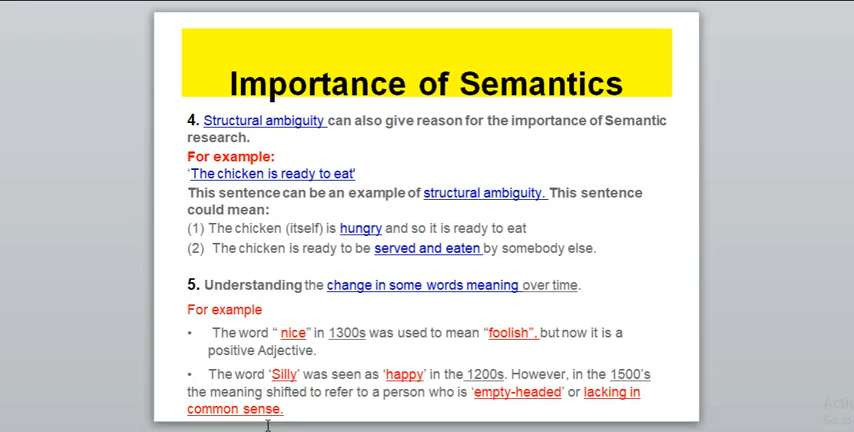 Importance of Semantics
4. Structural ambiguity can also give reason for the importance of Semantic
research.
For example:
‘The chicken is ready to eat’
This sentence can be an example of structural ambiguity. This sentence
could mean:
(1) The chicken (itself) is hungry and so it is ready to eat
(2) The chicken is ready to be served and eaten by somebody else.
5. Understanding the change in some words meaning over time.
For example
• The word “ nice” in 1300s was used to mean “foolish”, but now it is a
positive Adjective.
• The word ‘Silly’ was seen as ‘happy’ in the 1200s. However, in the 1500’s
the meaning shifted to refer to a person who is ‘empty-headed’ or lacking in
common sense.